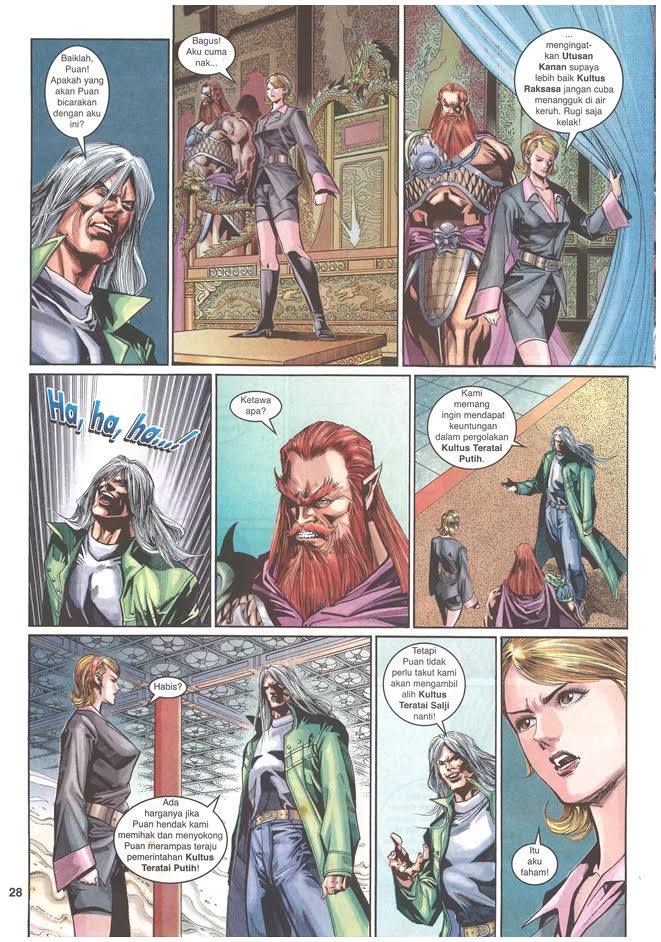 Baiklah,
Puan!
Apakah yang
akan Puan
bicarakan
dengan aku
ini?
Bagus!
Aku cuma
nak...
...
mengingat-
kan Utusan
Kanan supaya
lebih baik Kultus
Raksasa jangan cuba
menangguk di air
keruh. Rugi saja
kelak!
Ha, ha, ha...!
Ketawa
apa?
Kami
memang
ingin mendapat
keuntungan
dalam pergolakan
Kultus Teratai
Putih.
Habis?
Ada
harganya jika
Puan hendak kami
memihak dan menyokong
Puan merampas teraju
pemerintahan Kultus
Teratai Putih!
Tetapi
Puan tidak
perlu takut kami
akan mengambil
alih Kultus
Teratai Salji
nanti!
Itu
aku
faham!
28